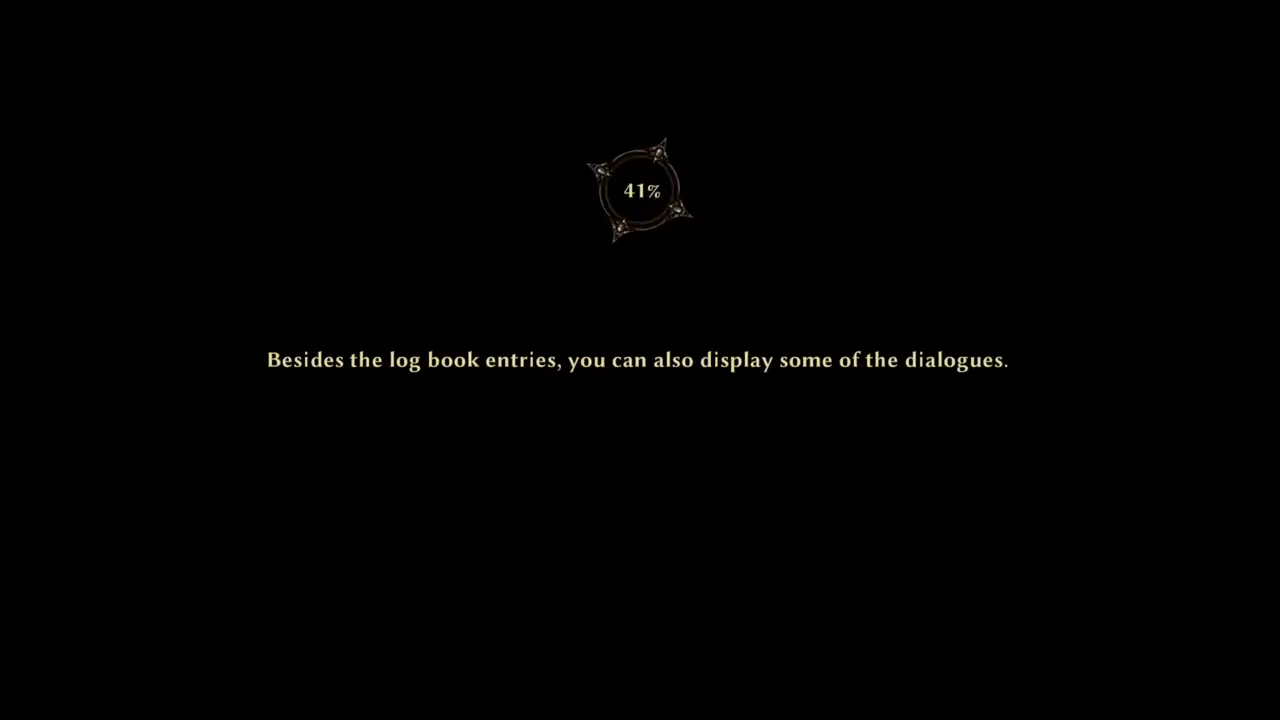 41%
Besides the log book entries, you can also display some of the dialogues.